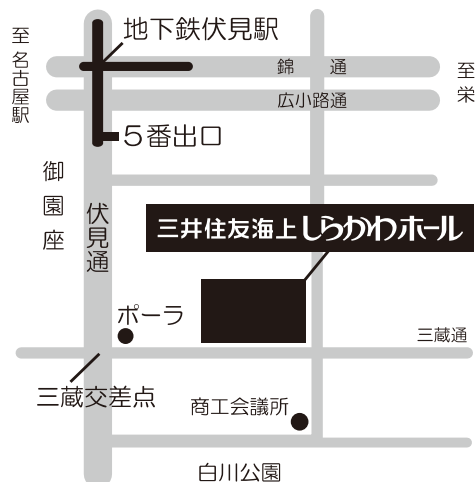 至名古屋駅
地下鉄伏見駅
錦通
至栄
広小路通
5番出口
御園座
伏見通
三井住友海上しらかわホール
ポーラ
三蔵通
三蔵交差点
商工会議所
白川公園